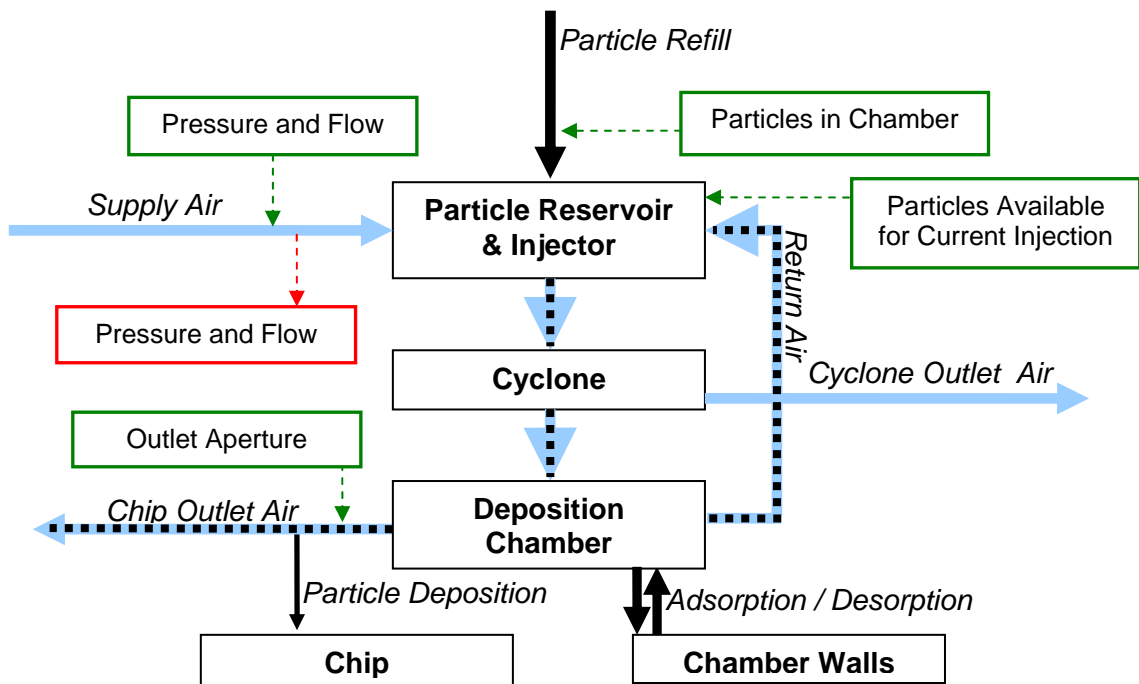 Particle Refill
Pressure and Flow
Particles in Chamber
Supply Air
Particle Reservoir
& Injector
Particles Available
for Current Injection
Return Air
Pressure and Flow
Cyclone
Cyclone Outlet Air
Outlet Aperture
Chip Outlet Air
Deposition
Chamber
Particle Deposition
Adsorption / Desorption
Chip
Chamber Walls